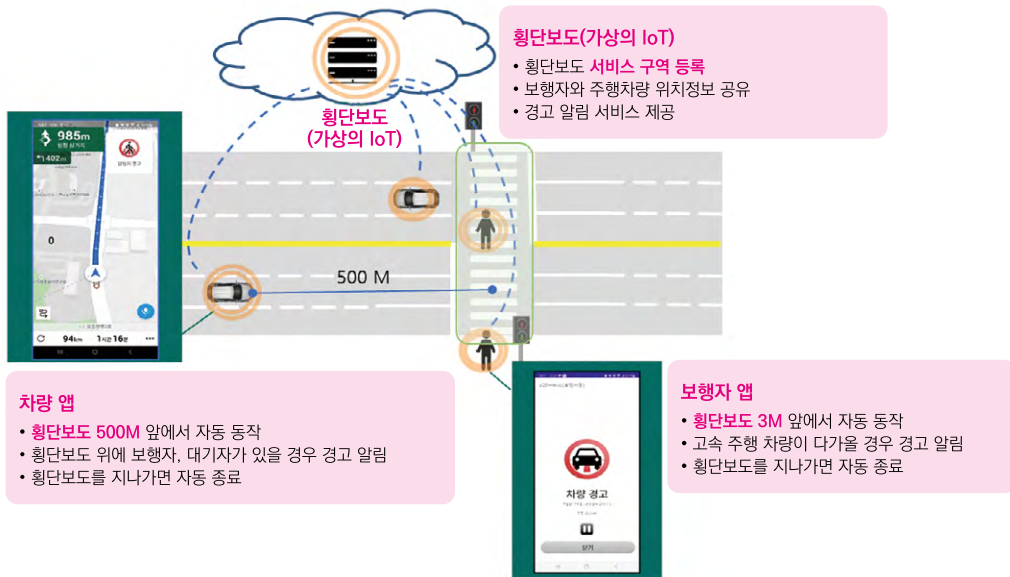 횡단보도(가상의 IoT)
• 횡단보도 서비스 구역 등록
• 보행자와 주행차량 위치정보 공유
• 경고 알림 서비스 제공
횡단보도
(가상의 IoT)
985m
402m
보행자 경고
0
94km 1시간 16분
500 M
차량 앱
• 횡단보도 500M 앞에서 자동 동작
• 횡단보도 위에 보행자, 대기자가 있을 경우 경고 알림
• 횡단보도를 지나가면 자동 종료
차량 경고
닫기
보행자 앱
• 횡단보도 3M 앞에서 자동 동작
• 고속 주행 차량이 다가올 경우 경고 알림
• 횡단보도를 지나가면 자동 종료